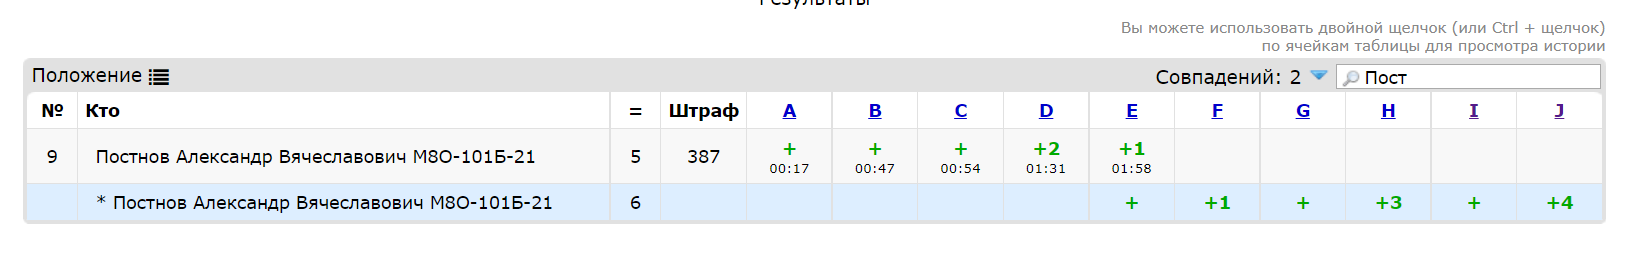 Результаты
Вы можете использовать двойной щелчок (или Ctrl + щелчок)
по ячейкам таблицы для просмотра истории
Положение Совпадений: 2 Пост
№ Кто = Штраф A B C D E F G H I J
9 Постнов Александр Вячеславович М8О-101Б-21 5 387 + + + +2 +1
00:17 00:47 00:54 01:31 01:58
* Постнов Александр Вячеславович М8О-101Б-21 6 + +1 + +3 + +4